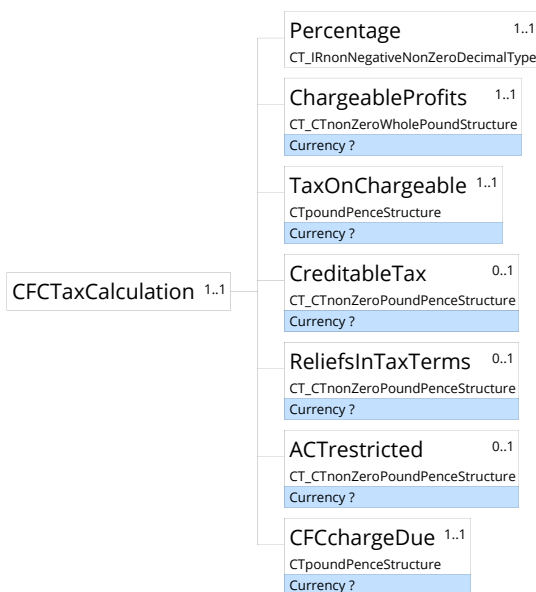 Percentage 1..1
CT_IRnonNegativeNonZeroDecimalType
ChargeableProfits 1..1
CT_CTnonZeroWholePoundStructure
Currency ?
TaxOnChargeable 1..1
CTpoundPenceStructure
Currency ?
CFCTaxCalculation 1..1
CreditableTax 0..1
CT_CTnonZeroPoundPenceStructure
Currency ?
ReliefsInTaxTerms 0..1
CT_CTnonZeroPoundPenceStructure
Currency ?
ACTrestricted 0..1
CT_CTnonZeroPoundPenceStructure
Currency ?
CFCchargeDue 1..1
CTpoundPenceStructure
Currency ?